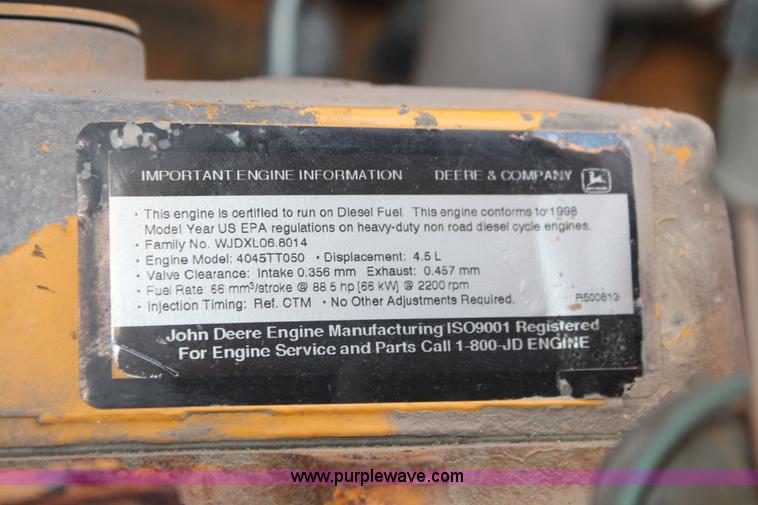 IMPORTANT ENGINE INFORMATION DEERE & COMPANY
• This engine is certified to run on Diesel Fuel. This engine conforms to 1998
Model Year US EPA regulations on heavy-duty non road diesel cycle engines.
• Family No. WJDXL06.8014
• Engine Model: 4045TT050 • Displacement: 4.5 L
• Valve Clearance: Intake 0.356 mm Exhaust: 0.457 mm
• Fuel Rate: 66 mm³/stroke @ 88.5 hp [66 kW] @ 2200 rpm
• Injection Timing: Ref. CTM • No Other Adjustments Required. R500813
John Deere Engine Manufacturing ISO9001 Registered
For Engine Service and Parts Call 1-800-JD ENGINE
www.purplewave.com